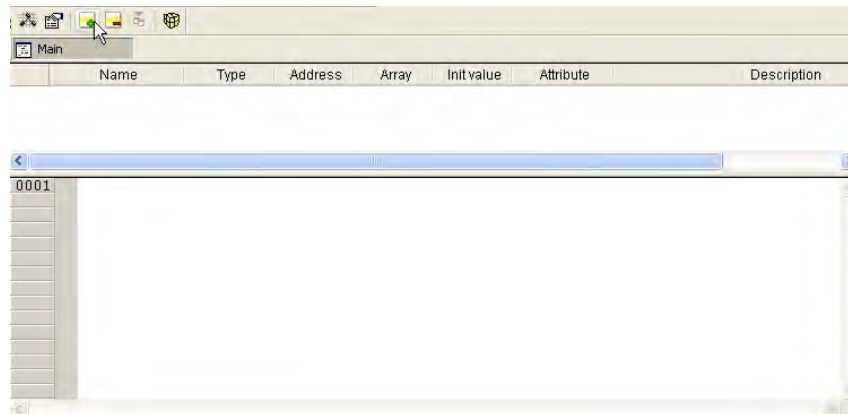 Main
Name Type Address Array Init value Attribute Description
0001